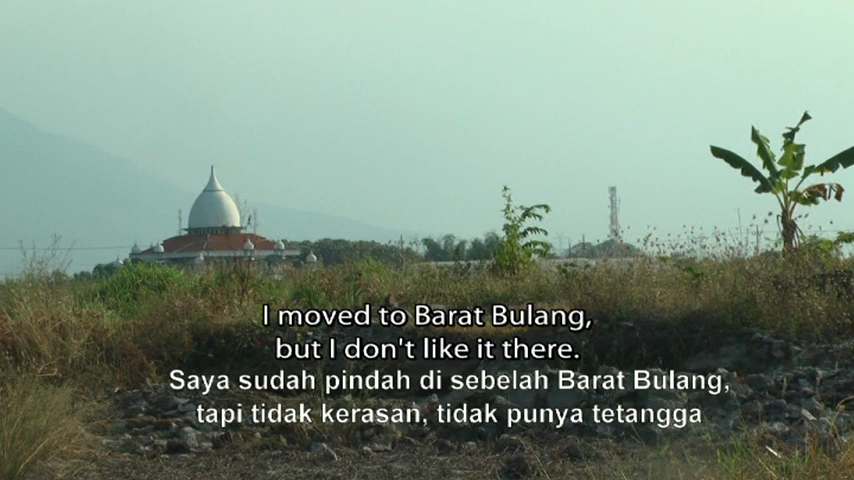 I moved to Barat Bulang,
but I don't like it there.
Saya sudah pindah di sebelah Barat Bulang,
tapi tidak kerasan, tidak punya tetangga